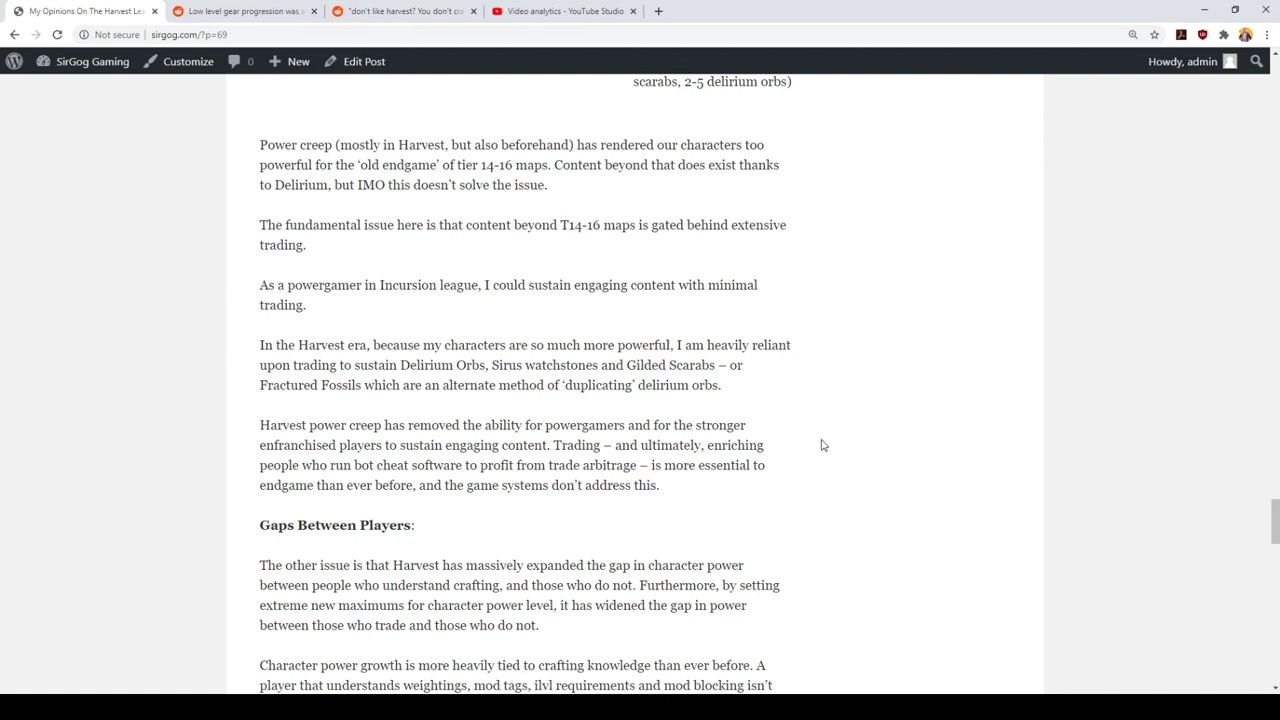 My Opinions On The Harvest Lea
Low level gear progression was a
"don't like harvest? You don't cra
Video analytics - YouTube Studio
Not secure | sirgog.com/?p=69
SirGog Gaming
Customize
0
New
Edit Post
Howdy, admin
scarabs, 2-5 delirium orbs)
Power creep (mostly in Harvest, but also beforehand) has rendered our characters too
powerful for the ‘old endgame’ of tier 14-16 maps. Content beyond that does exist thanks
to Delirium, but IMO this doesn’t solve the issue.
The fundamental issue here is that content beyond T14-16 maps is gated behind extensive
trading.
As a powergamer in Incursion league, I could sustain engaging content with minimal
trading.
In the Harvest era, because my characters are so much more powerful, I am heavily reliant
upon trading to sustain Delirium Orbs, Sirus watchstones and Gilded Scarabs – or
Fractured Fossils which are an alternate method of ‘duplicating’ delirium orbs.
Harvest power creep has removed the ability for powergamers and for the stronger
enfranchised players to sustain engaging content. Trading – and ultimately, enriching
people who run bot cheat software to profit from trade arbitrage – is more essential to
endgame than ever before, and the game systems don’t address this.
Gaps Between Players:
The other issue is that Harvest has massively expanded the gap in character power
between people who understand crafting, and those who do not. Furthermore, by setting
extreme new maximums for character power level, it has widened the gap in power
between those who trade and those who do not.
Character power growth is more heavily tied to crafting knowledge than ever before. A
player that understands weightings, mod tags, ilvl requirements and mod blocking isn’t